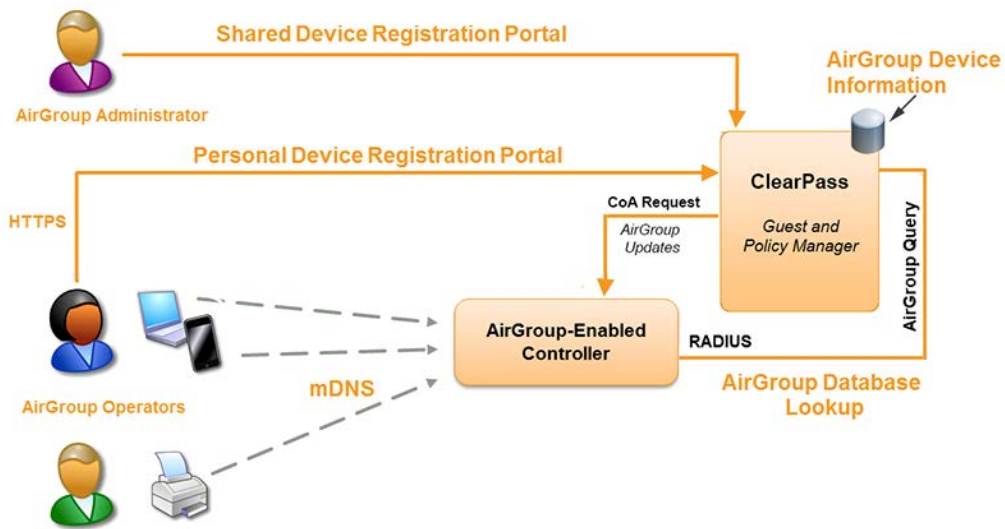 Shared Device Registration Portal
AirGroup Administrator
AirGroup Device
Information
Personal Device Registration Portal
HTTPS
ClearPass
Guest and
Policy Manager
CoA Request
AirGroup
Updates
AirGroup Query
AirGroup-Enabled
Controller
RADIUS
mDNS
AirGroup Database
Lookup
AirGroup Operators